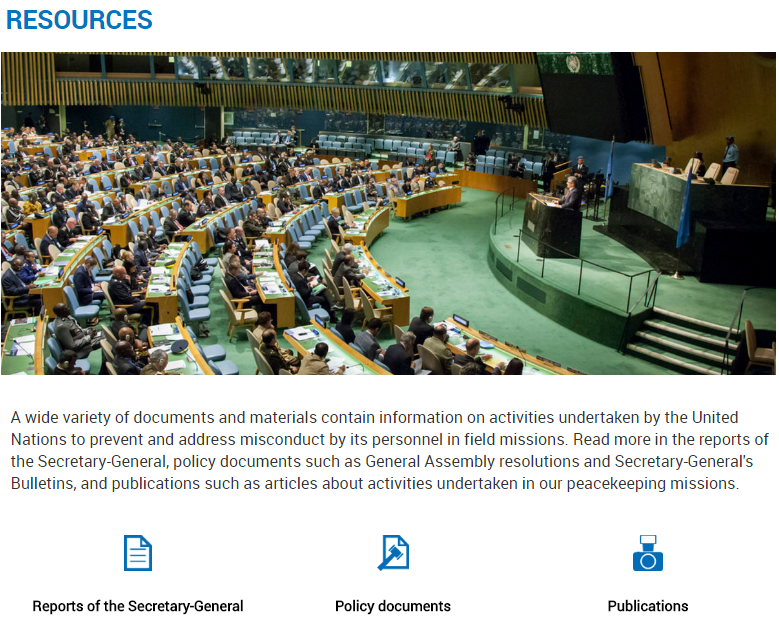 RESOURCES
A wide variety of documents and materials contain information on activities undertaken by the United
Nations to prevent and address misconduct by its personnel in field missions. Read more in the reports of
the Secretary-General, policy documents such as General Assembly resolutions and Secretary-General's
Bulletins, and publications such as articles about activities undertaken in our peacekeeping missions.
Reports of the Secretary-General
Policy documents
Publications